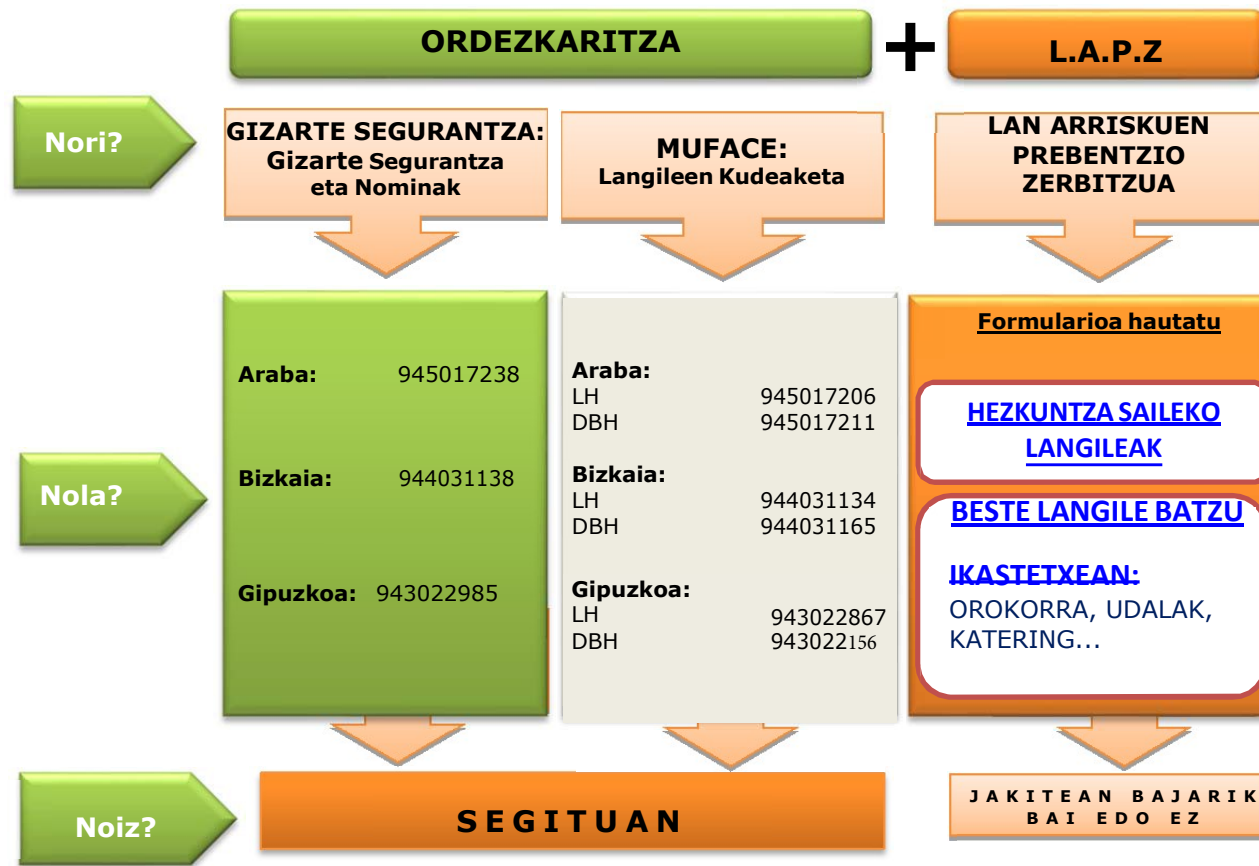 ORDEZKARITZA + L.A.P.Z
Nori?
GIZARTE SEGURANTZA:
Gizarte Segurantza
eta Nominak
MUFACE:
Langileen Kudeaketa
LAN ARRISKUEN
PREBENTZIO
ZERBITZUA
Nola?
Araba: 945017238
Bizkaia: 944031138
Gipuzkoa: 943022985
Araba:
LH 945017206
DBH 945017211
Bizkaia:
LH 944031134
DBH 944031165
Gipuzkoa:
LH 943022867
DBH 943022156
Formularioa hautatu
HEZKUNTZA SAILEKO
LANGILEAK
BESTE LANGILE BATZU
IKASTETXEAN:
OROKORRA, UDALAK,
KATERING...
Noiz?
SEGITUAN
JAKITEAN BAJARIK
BAI EDO EZ